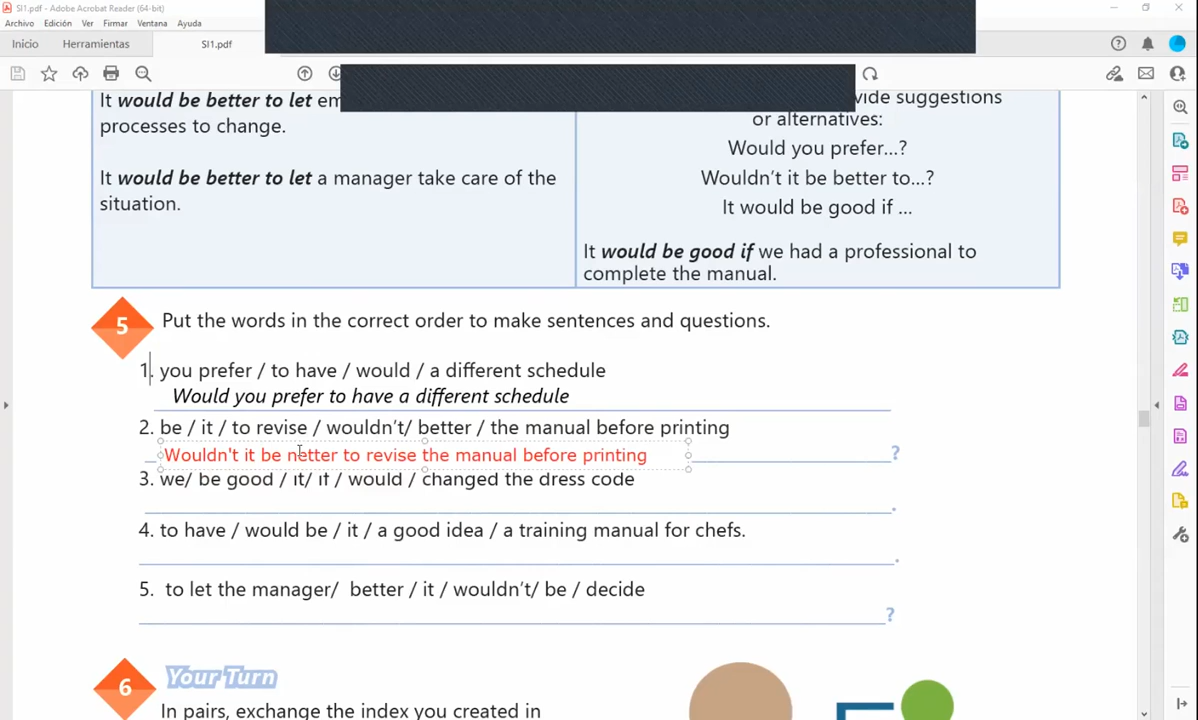 SI1.pdf - Adobe Acrobat Reader (64-bit)
Archivo Edición Ver Firmar Ventana Ayuda
Inicio Herramientas SI1.pdf
It would be better to let
processes to change.
It would be better to let a manager take care of the
situation.
suggestions
or alternatives:
Would you prefer...?
Wouldn't it be better to...?
It would be good if ...
It would be good if we had a professional to
complete the manual.
5 Put the words in the correct order to make sentences and questions.
1. you prefer / to have / would / a different schedule
Would you prefer to have a different schedule
2. be / it / to revise / wouldn't/ better / the manual before printing
Wouldn't it be netter to revise the manual before printing ?
3. we/ be good / it/ if / would / changed the dress code
.
4. to have / would be / it / a good idea / a training manual for chefs.
.
5. to let the manager/ better / it / wouldn't/ be / decide
?
6 Your Turn
In pairs, exchange the index you created in